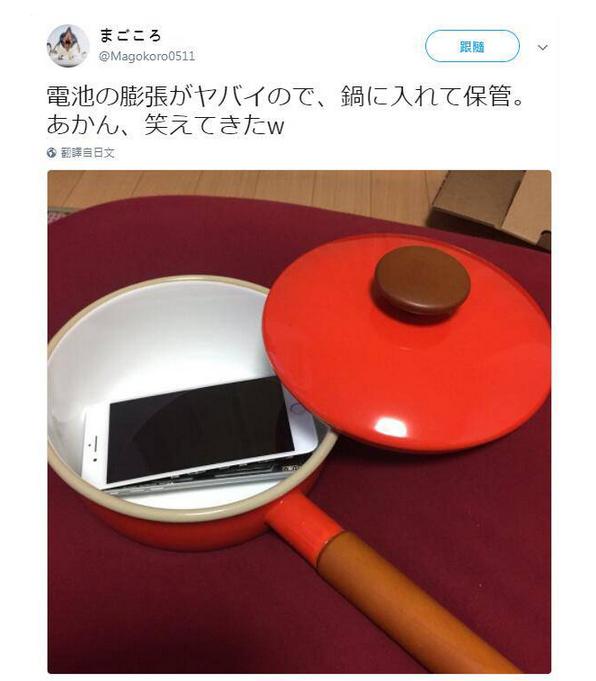 まごころ
@Magokoro0511
跟隨
電池の膨張がヤバイので、鍋に入れて保管。
あかん、笑えてきたw
翻譯自日文